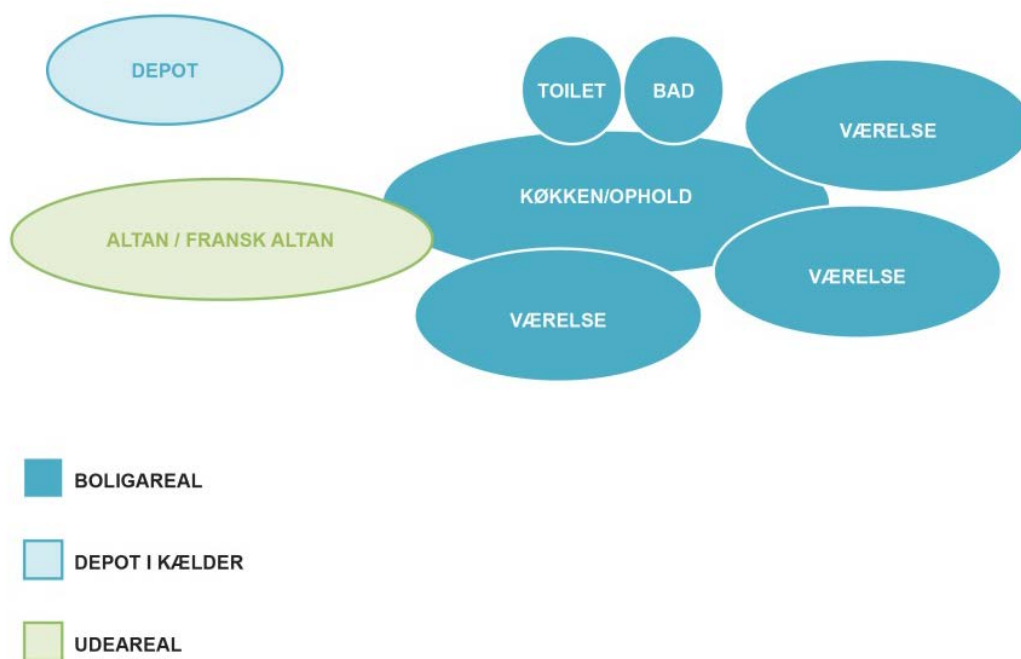 DEPOT
TOILET
BAD
VÆRELSE
KØKKEN/OPHOLD
ALTAN / FRANSK ALTAN
VÆRELSE
VÆRELSE
BOLIGAREAL
DEPOT I KÆLDER
UDEAREAL